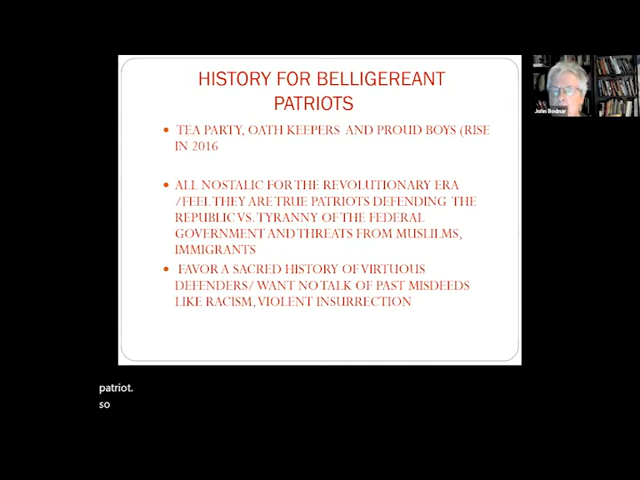 HISTORY FOR BELLIGEREANT
PATRIOTS
TEA PARTY, OATH KEEPERS AND PROUD BOYS (RISE
IN 2016
ALL NOSTALIC FOR THE REVOLUTIONARY ERA
/FEEL THEY ARE TRUE PATRIOTS DEFENDING THE
REPUBLIC VS. TYRANNY OF THE FEDERAL
GOVERNMENT AND THREATS FROM MUSLILMS,
IMMIGRANTS
FAVOR A SACRED HISTORY OF VIRTUOUS
DEFENDERS/ WANT NO TALK OF PAST MISDEEDS
LIKE RACISM, VIOLENT INSURRECTION
John Bodnar
patriot.
so